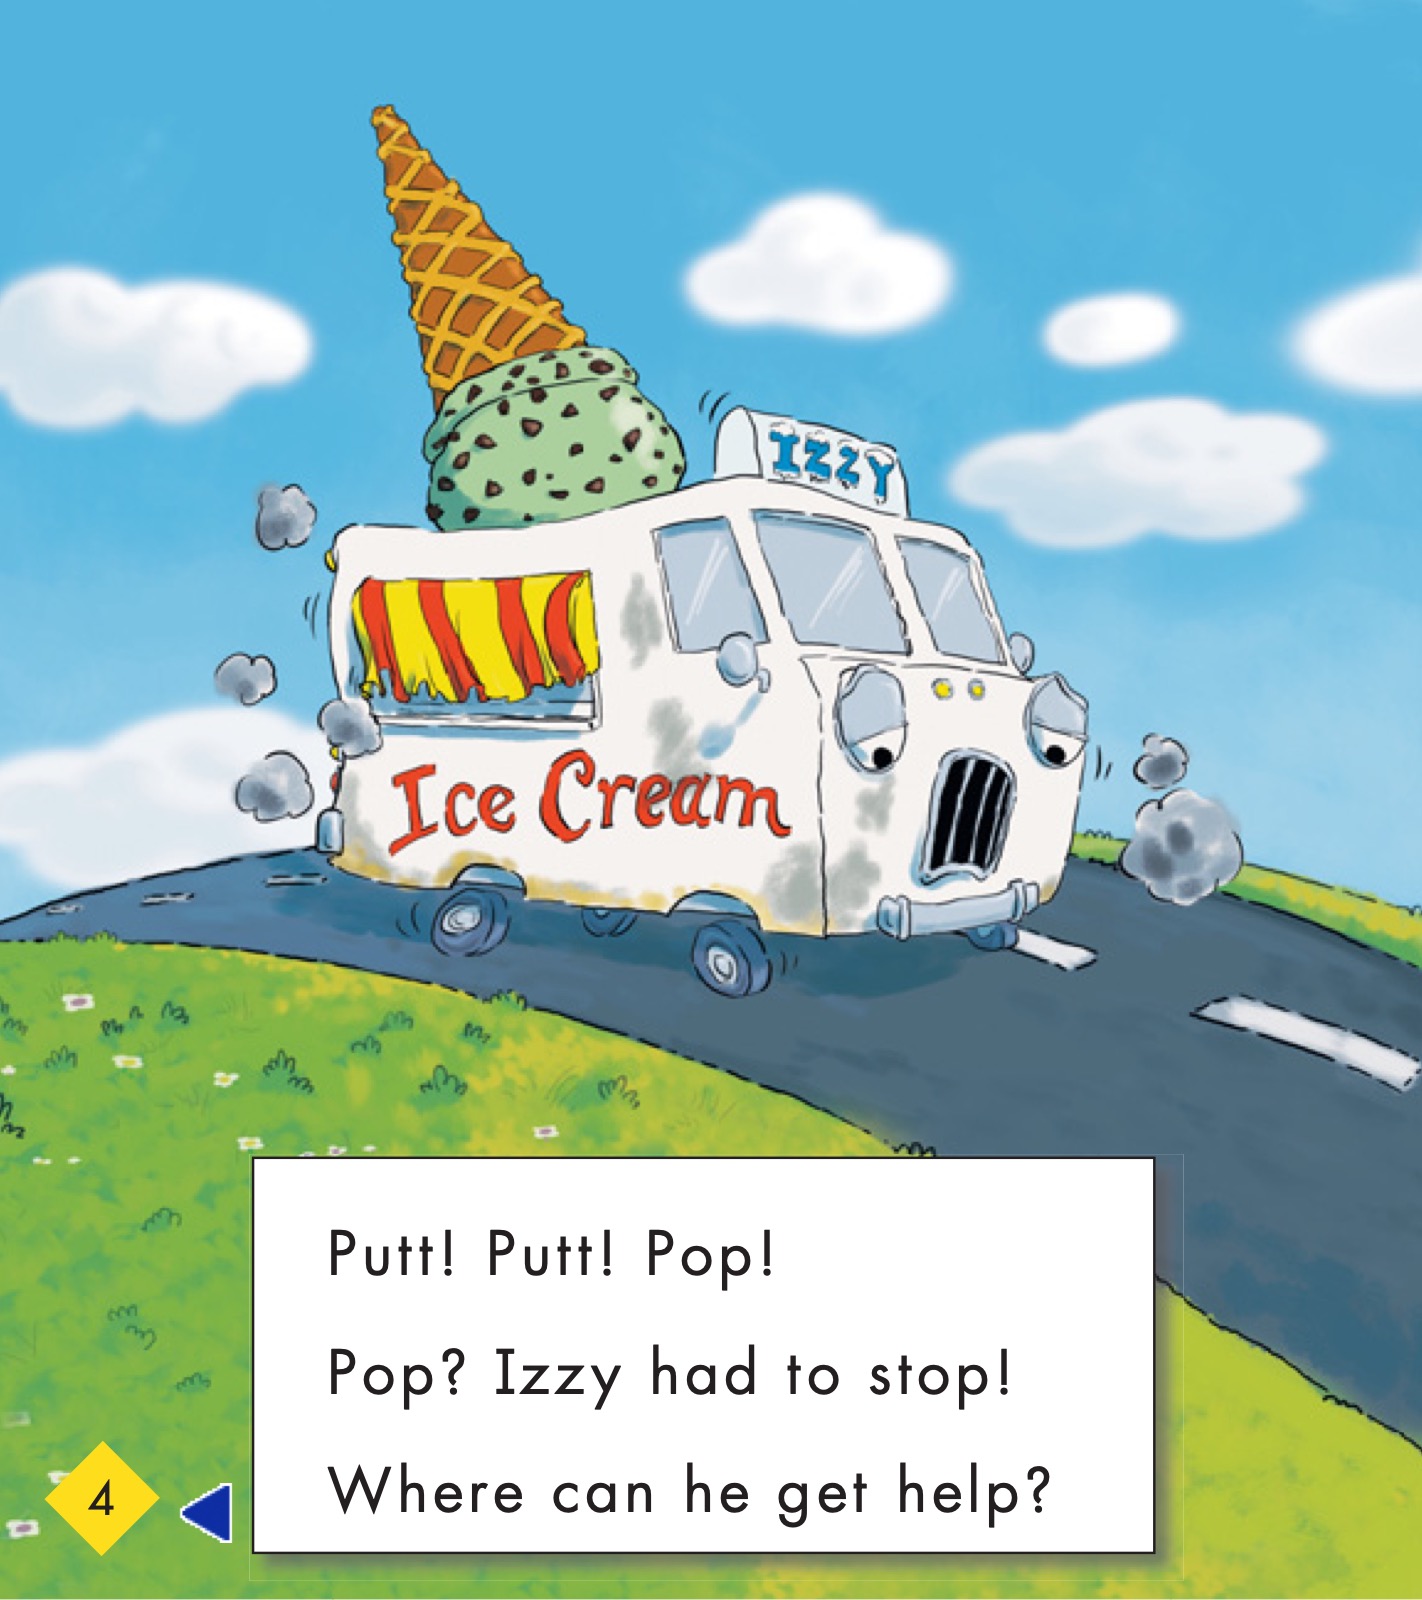 IZZY
Ice Cream
Putt! Putt! Pop!
Pop? Izzy had to stop!
Where can he get help?
4